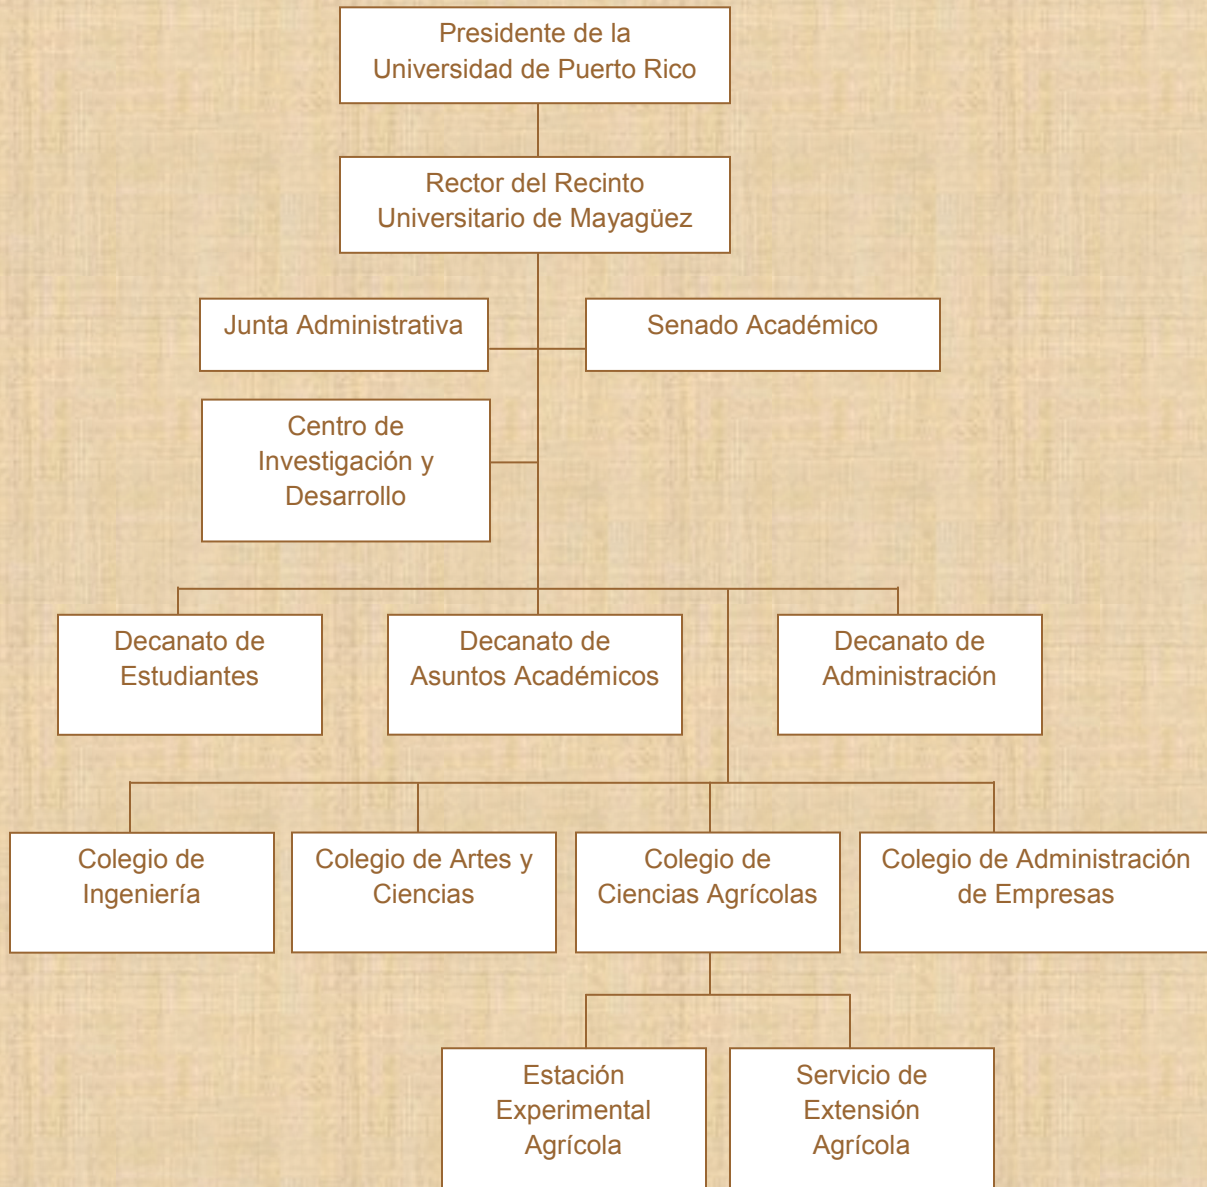 Presidente de la
Universidad de Puerto Rico
Rector del Recinto
Universitario de Mayagüez
Junta Administrativa
Senado Académico
Centro de
Investigación y
Desarrollo
Decanato de
Estudiantes
Decanato de
Asuntos Académicos
Decanato de
Administración
Colegio de
Ingeniería
Colegio de Artes y
Ciencias
Colegio de
Ciencias Agrícolas
Colegio de Administración
de Empresas
Estación
Experimental
Agrícola
Servicio de
Extensión
Agrícola